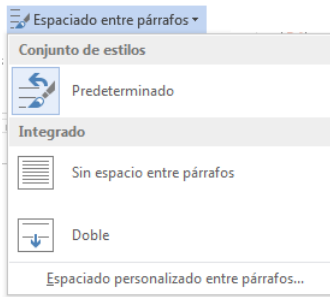 Espaciado entre párrafos
Conjunto de estilos
Predeterminado
Integrado
Sin espacio entre párrafos
Doble
Espaciado personalizado entre párrafos...